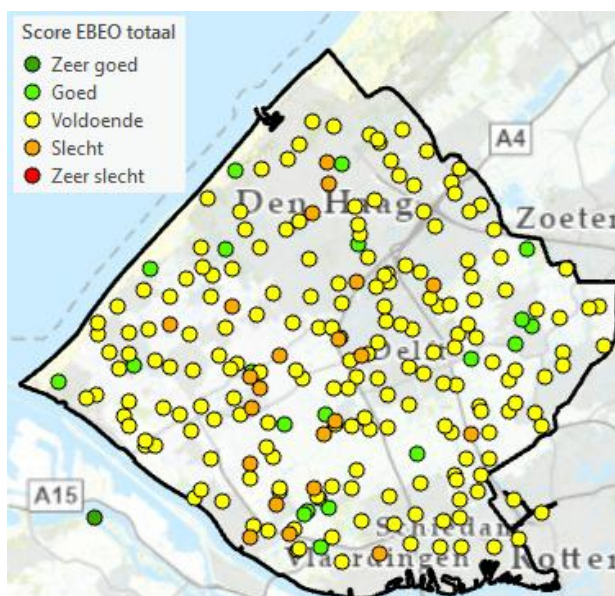 Score EBEO totaal
Zeer goed
Goed
Voldoende
Slecht
Zeer slecht
A4
Den Haag
Zoeter
Delft
A15
Schiedam
Vlaardingen
Rotter